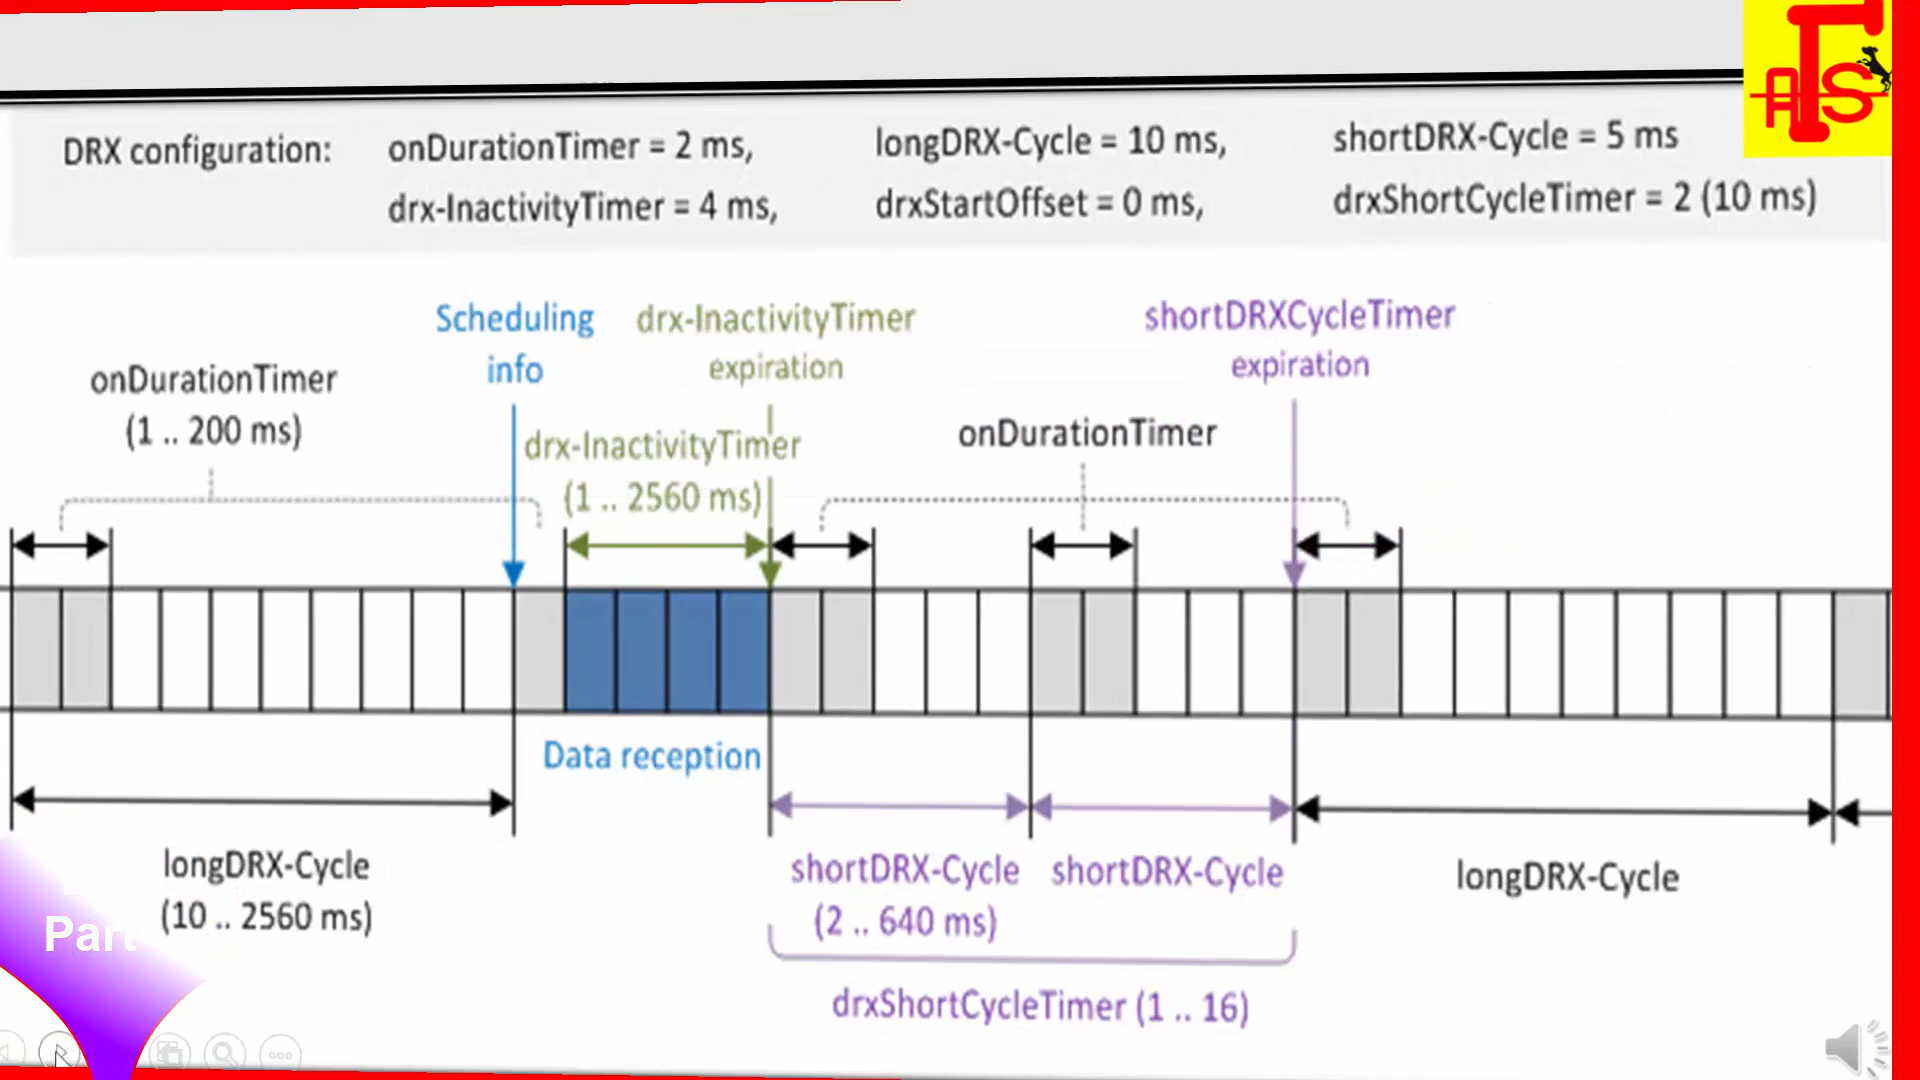 DRX configuration:
onDurationTimer = 2 ms,
longDRX-Cycle = 10 ms,
shortDRX-Cycle = 5 ms
drx-InactivityTimer = 4 ms,
drxStartOffset = 0 ms,
drxShortCycleTimer = 2 (10 ms)
Scheduling
info
drx-InactivityTimer
expiration
shortDRXCycleTimer
expiration
onDurationTimer
(1 .. 200 ms)
drx-InactivityTimer
(1 .. 2560 ms)
onDurationTimer
Data reception
longDRX-Cycle
(10 .. 2560 ms)
shortDRX-Cycle
(2 .. 640 ms)
shortDRX-Cycle
longDRX-Cycle
drxShortCycleTimer (1 .. 16)
Part